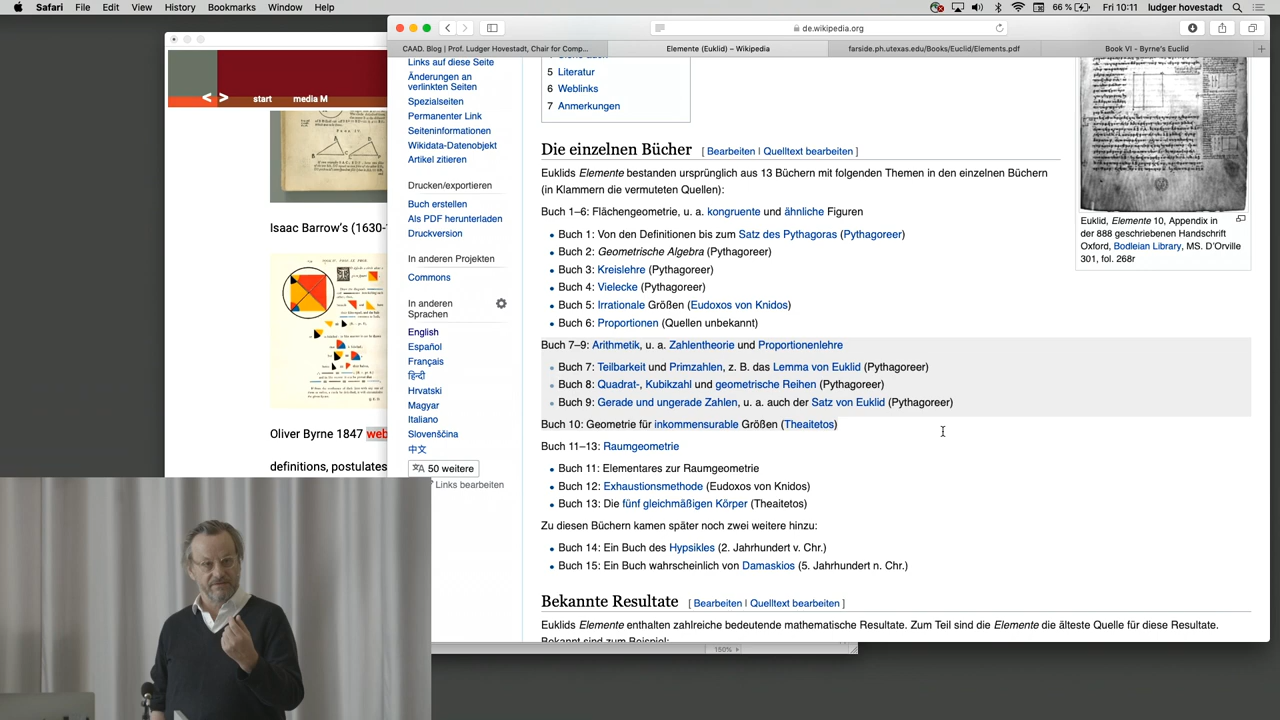 Safari File Edit View History Bookmarks Window Help
66 % Fri 10:11 ludger hovestadt
de.wikipedia.org
CAAD. Blog | Prof. Ludger Hovestadt, Chair for Comp...
Elemente (Euklid) – Wikipedia
farside.ph.utexas.edu/Books/Euclid/Elements.pdf
Book VI - Byrne's Euclid
< > start media M
Isaac Barrow's (1630-
Oliver Byrne 1847 web
definitions, postulates
Links auf diese Seite
Änderungen an
verlinkten Seiten
Spezialseiten
Permanenter Link
Seiteninformationen
Wikidata-Datenobjekt
Artikel zitieren
Drucken/exportieren
Buch erstellen
Als PDF herunterladen
Druckversion
In anderen Projekten
Commons
In anderen
Sprachen
English
Español
Français
हिन्दी
Hrvatski
Magyar
Italiano
Slovenščina
中文
50 weitere
Links bearbeiten
5 Literatur
6 Weblinks
7 Anmerkungen
Die einzelnen Bücher [ Bearbeiten | Quelltext bearbeiten ]
Euklids Elemente bestanden ursprünglich aus 13 Büchern mit folgenden Themen in den einzelnen Büchern
(in Klammern die vermuteten Quellen):
Buch 1–6: Flächengeometrie, u. a. kongruente und ähnliche Figuren
Buch 1: Von den Definitionen bis zum Satz des Pythagoras (Pythagoreer)
Buch 2: Geometrische Algebra (Pythagoreer)
Buch 3: Kreislehre (Pythagoreer)
Buch 4: Vielecke (Pythagoreer)
Buch 5: Irrationale Größen (Eudoxos von Knidos)
Buch 6: Proportionen (Quellen unbekannt)
Buch 7–9: Arithmetik, u. a. Zahlentheorie und Proportionenlehre
Buch 7: Teilbarkeit und Primzahlen, z. B. das Lemma von Euklid (Pythagoreer)
Buch 8: Quadrat-, Kubikzahl und geometrische Reihen (Pythagoreer)
Buch 9: Gerade und ungerade Zahlen, u. a. auch der Satz von Euklid (Pythagoreer)
Buch 10: Geometrie für inkommensurable Größen (Theaitetos)
Buch 11–13: Raumgeometrie
Buch 11: Elementares zur Raumgeometrie
Buch 12: Exhaustionsmethode (Eudoxos von Knidos)
Buch 13: Die fünf gleichmäßigen Körper (Theaitetos)
Zu diesen Büchern kamen später noch zwei weitere hinzu:
Buch 14: Ein Buch des Hypsikles (2. Jahrhundert v. Chr.)
Buch 15: Ein Buch wahrscheinlich von Damaskios (5. Jahrhundert n. Chr.)
Bekannte Resultate [ Bearbeiten | Quelltext bearbeiten ]
Euklids Elemente enthalten zahlreiche bedeutende mathematische Resultate. Zum Teil sind die Elemente die älteste Quelle für diese Resultate.
Bekannt sind zum Beispiel:
Euklid, Elemente 10, Appendix in
der 888 geschriebenen Handschrift
Oxford, Bodleian Library, MS. D'Orville
301, fol. 268r
150%